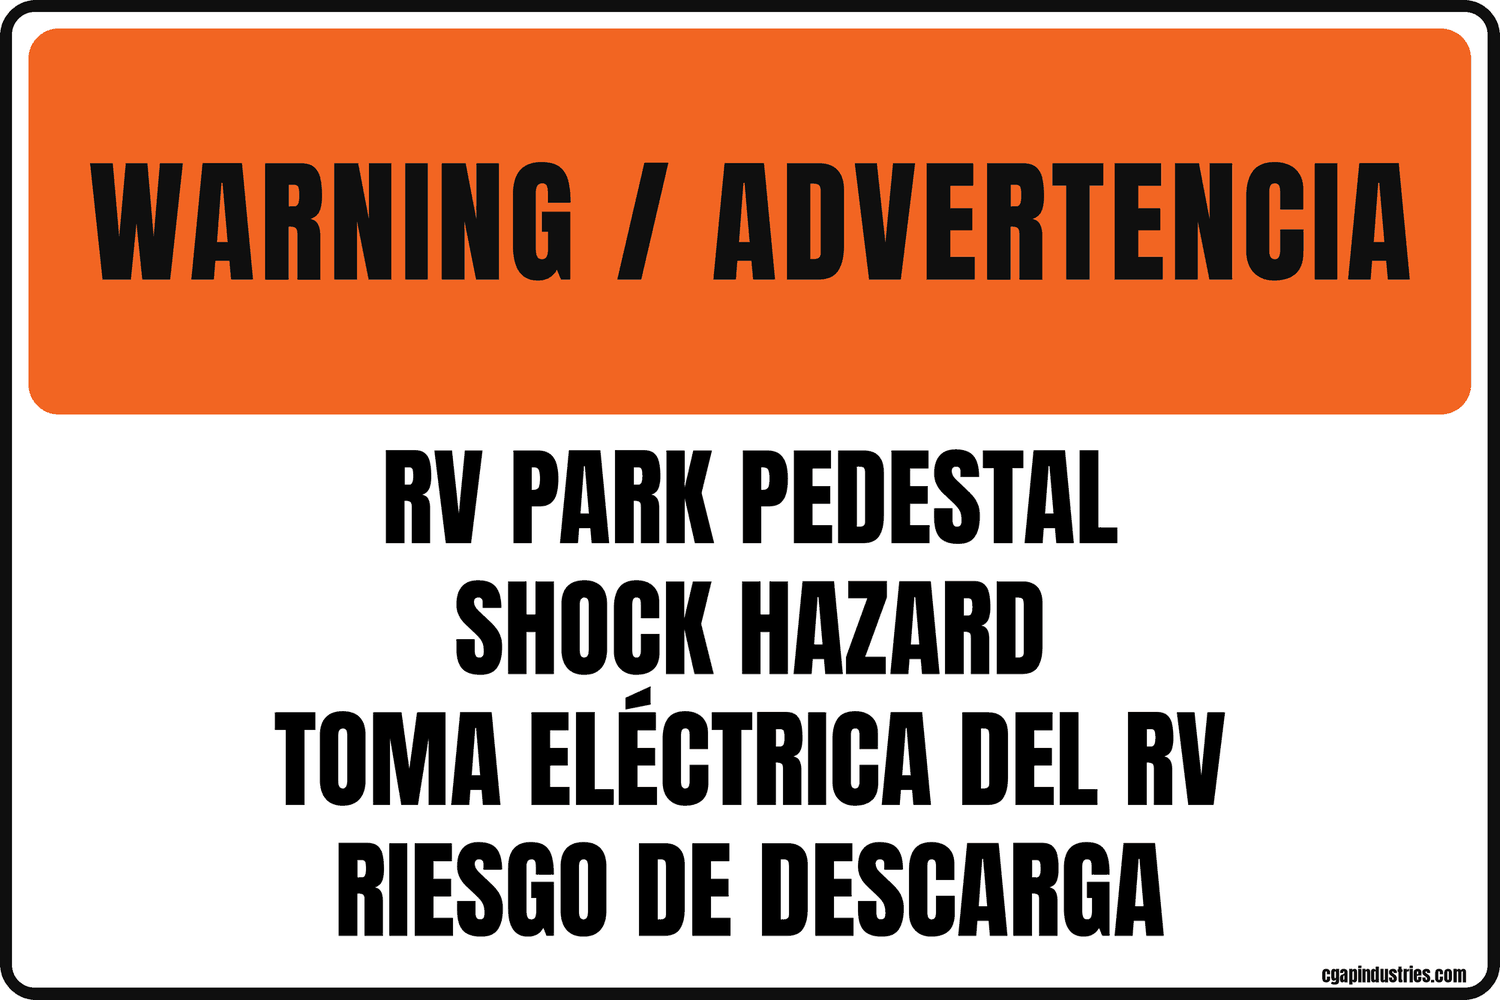 WARNING / ADVERTENCIA
RV PARK PEDESTAL
SHOCK HAZARD
TOMA ELÉCTRICA DEL RV
RIESGO DE DESCARGA
cgapindustries.com